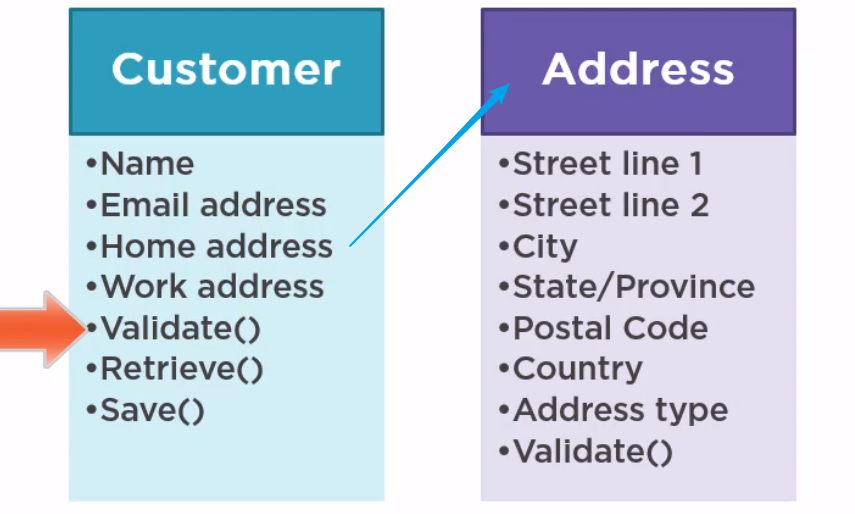 Customer
•Name
•Email address
•Home address
•Work address
•Validate()
•Retrieve()
•Save()
Address
•Street line 1
•Street line 2
•City
•State/Province
•Postal Code
•Country
•Address type
•Validate()